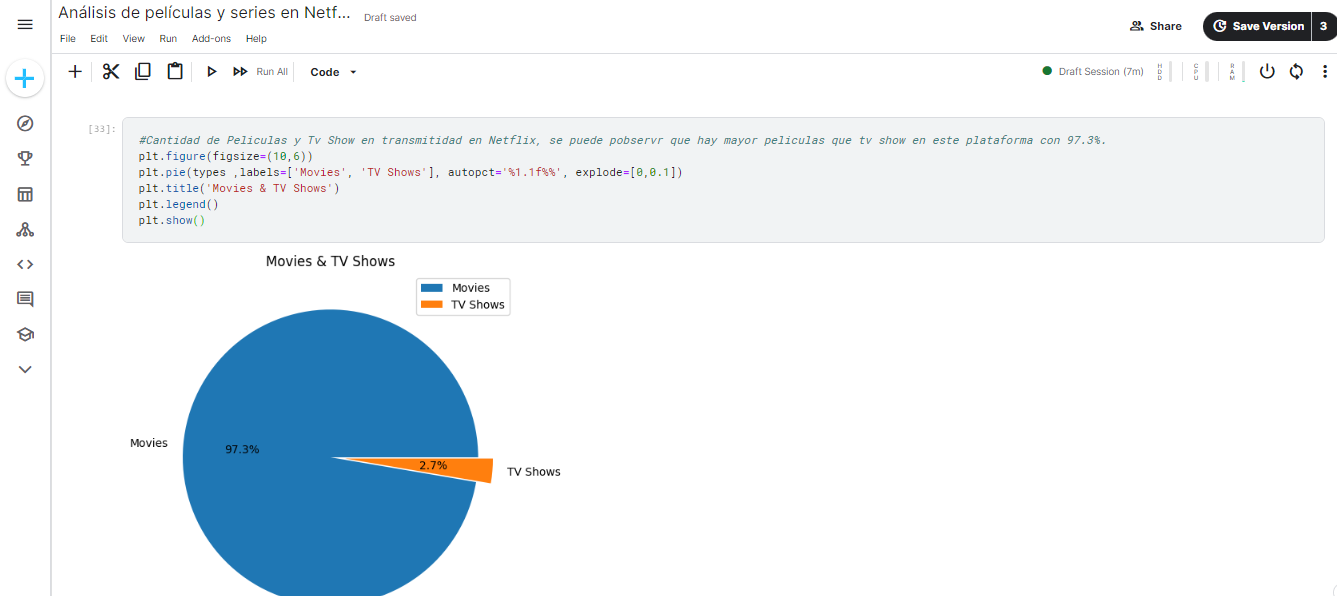 Análisis de películas y series en Netf...
Draft saved
File Edit View Run Add-ons Help
Share
Save Version 3
Run All
Code
Draft Session (7m)
HDD
CPU
RAM
[33]:
#Cantidad de Peliculas y Tv Show en transmitidad en Netflix, se puede pobservr que hay mayor peliculas que tv show en este plataforma con 97.3%.
plt.figure(figsize=(10,6))
plt.pie(types ,labels=['Movies', 'TV Shows'], autopct='%1.1f%%', explode=[0,0.1])
plt.title('Movies & TV Shows')
plt.legend()
plt.show()
Movies & TV Shows
Movies
TV Shows
Movies
97.3%
2.7%
TV Shows